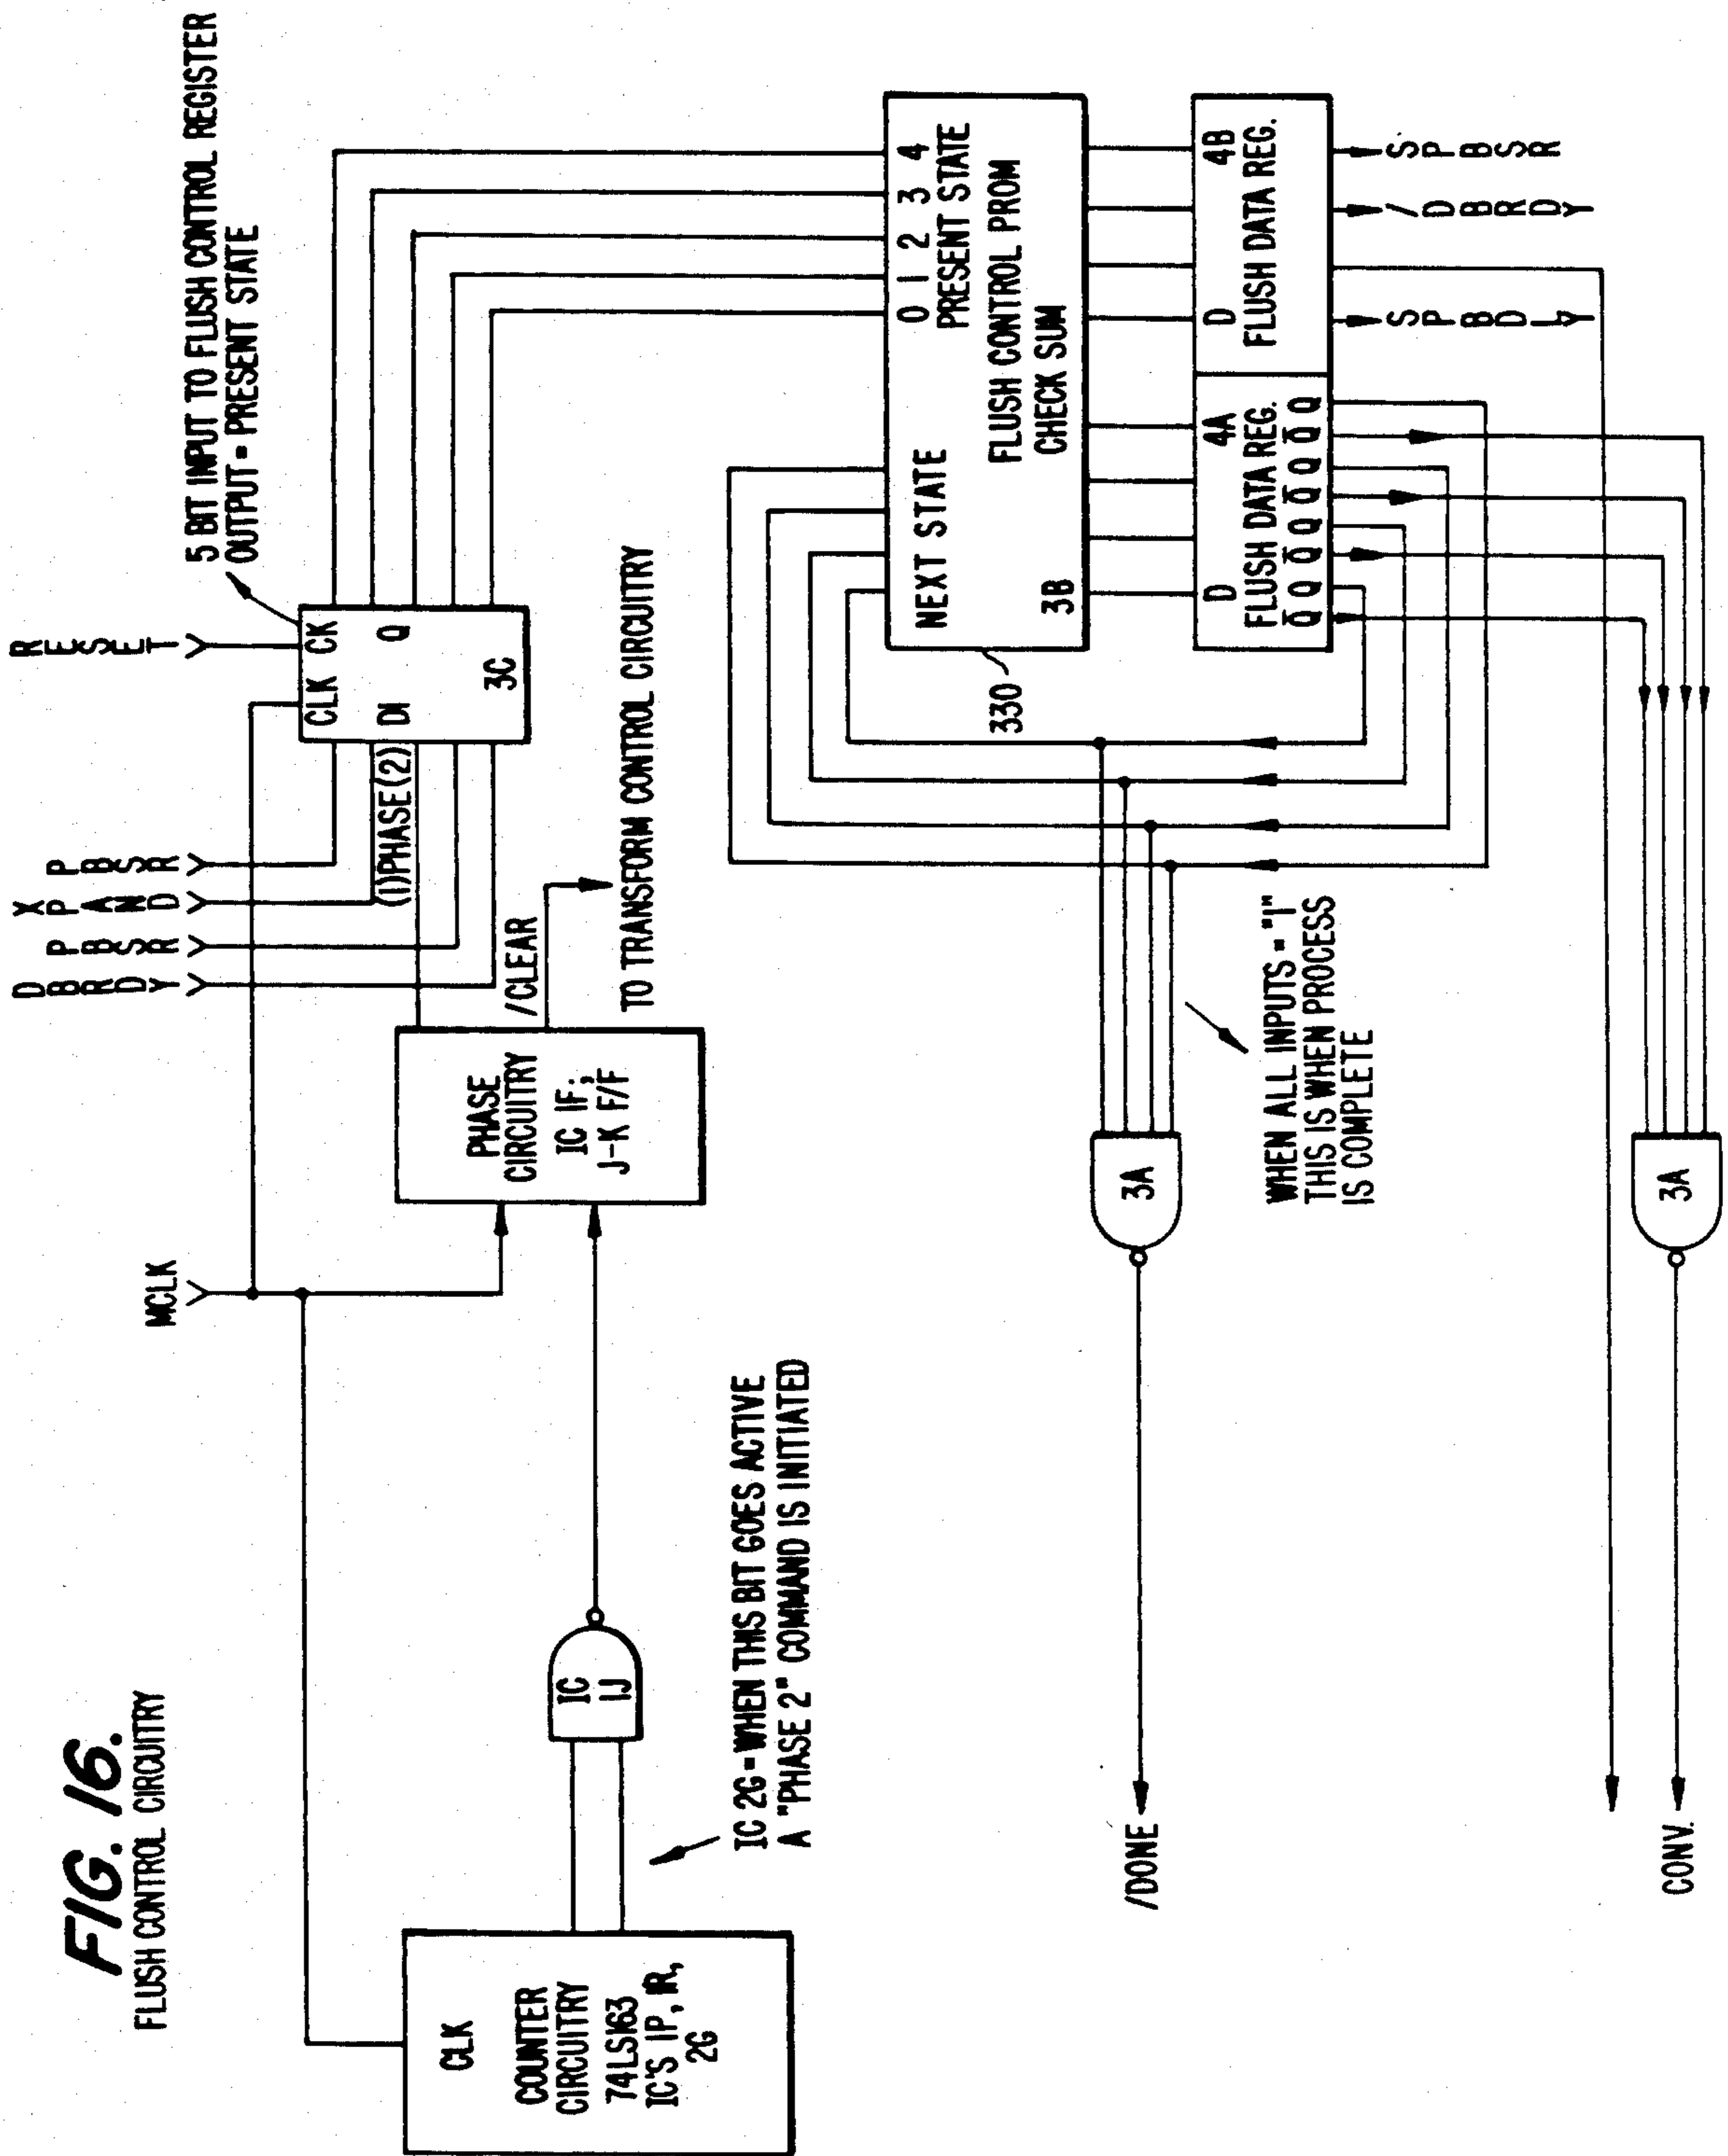 FIG. 16.
FLUSH CONTROL CIRCUITRY
CLK
COUNTER
CIRCUITRY
74LS163
IC'S 1P, 1R,
2G
IC
1J
IC 2G = WHEN THIS BIT GOES ACTIVE
A "PHASE 2" COMMAND IS INITIATED
MCLK
PHASE
CIRCUITRY
IC 1F;
J-K F/F
/CLEAR
TO TRANSFORM CONTROL CIRCUITRY
DBRDY
PBSR
XPAND
PBSR
RESET
(1)PHASE(2)
CLK CK
DI Q
3C
5 BIT INPUT TO FLUSH CONTROL REGISTER
OUTPUT = PRESENT STATE
0 1 2 3 4
NEXT STATE PRESENT STATE
FLUSH CONTROL PROM
CHECK SUM
3B
330
D 4A
FLUSH DATA REG.
Q̅ Q Q̅ Q Q̅ Q Q̅ Q
D 4B
FLUSH DATA REG.
SPBDLY
/DBRDY
SPBSR
3A
WHEN ALL INPUTS = "1"
THIS IS WHEN PROCESS
IS COMPLETE
/DONE
3A
CONV.